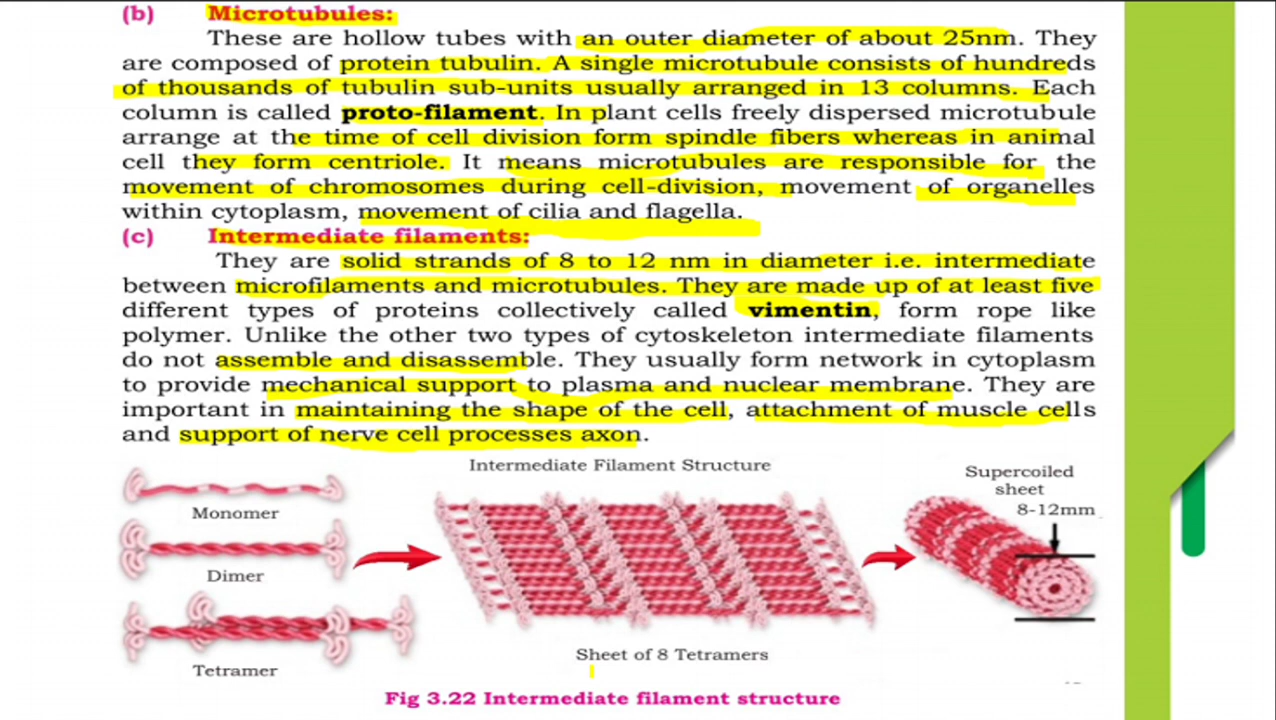 (b) Microtubules:
These are hollow tubes with an outer diameter of about 25nm. They
are composed of protein tubulin. A single microtubule consists of hundreds
of thousands of tubulin sub-units usually arranged in 13 columns. Each
column is called proto-filament. In plant cells freely dispersed microtubule
arrange at the time of cell division form spindle fibers whereas in animal
cell they form centriole. It means microtubules are responsible for the
movement of chromosomes during cell-division, movement of organelles
within cytoplasm, movement of cilia and flagella.
(c) Intermediate filaments:
They are solid strands of 8 to 12 nm in diameter i.e. intermediate
between microfilaments and microtubules. They are made up of at least five
different types of proteins collectively called vimentin, form rope like
polymer. Unlike the other two types of cytoskeleton intermediate filaments
do not assemble and disassemble. They usually form network in cytoplasm
to provide mechanical support to plasma and nuclear membrane. They are
important in maintaining the shape of the cell, attachment of muscle cells
and support of nerve cell processes axon.
Intermediate Filament Structure
Supercoiled
sheet
8-12mm
Monomer
Dimer
Tetramer
Sheet of 8 Tetramers
Fig 3.22 Intermediate filament structure